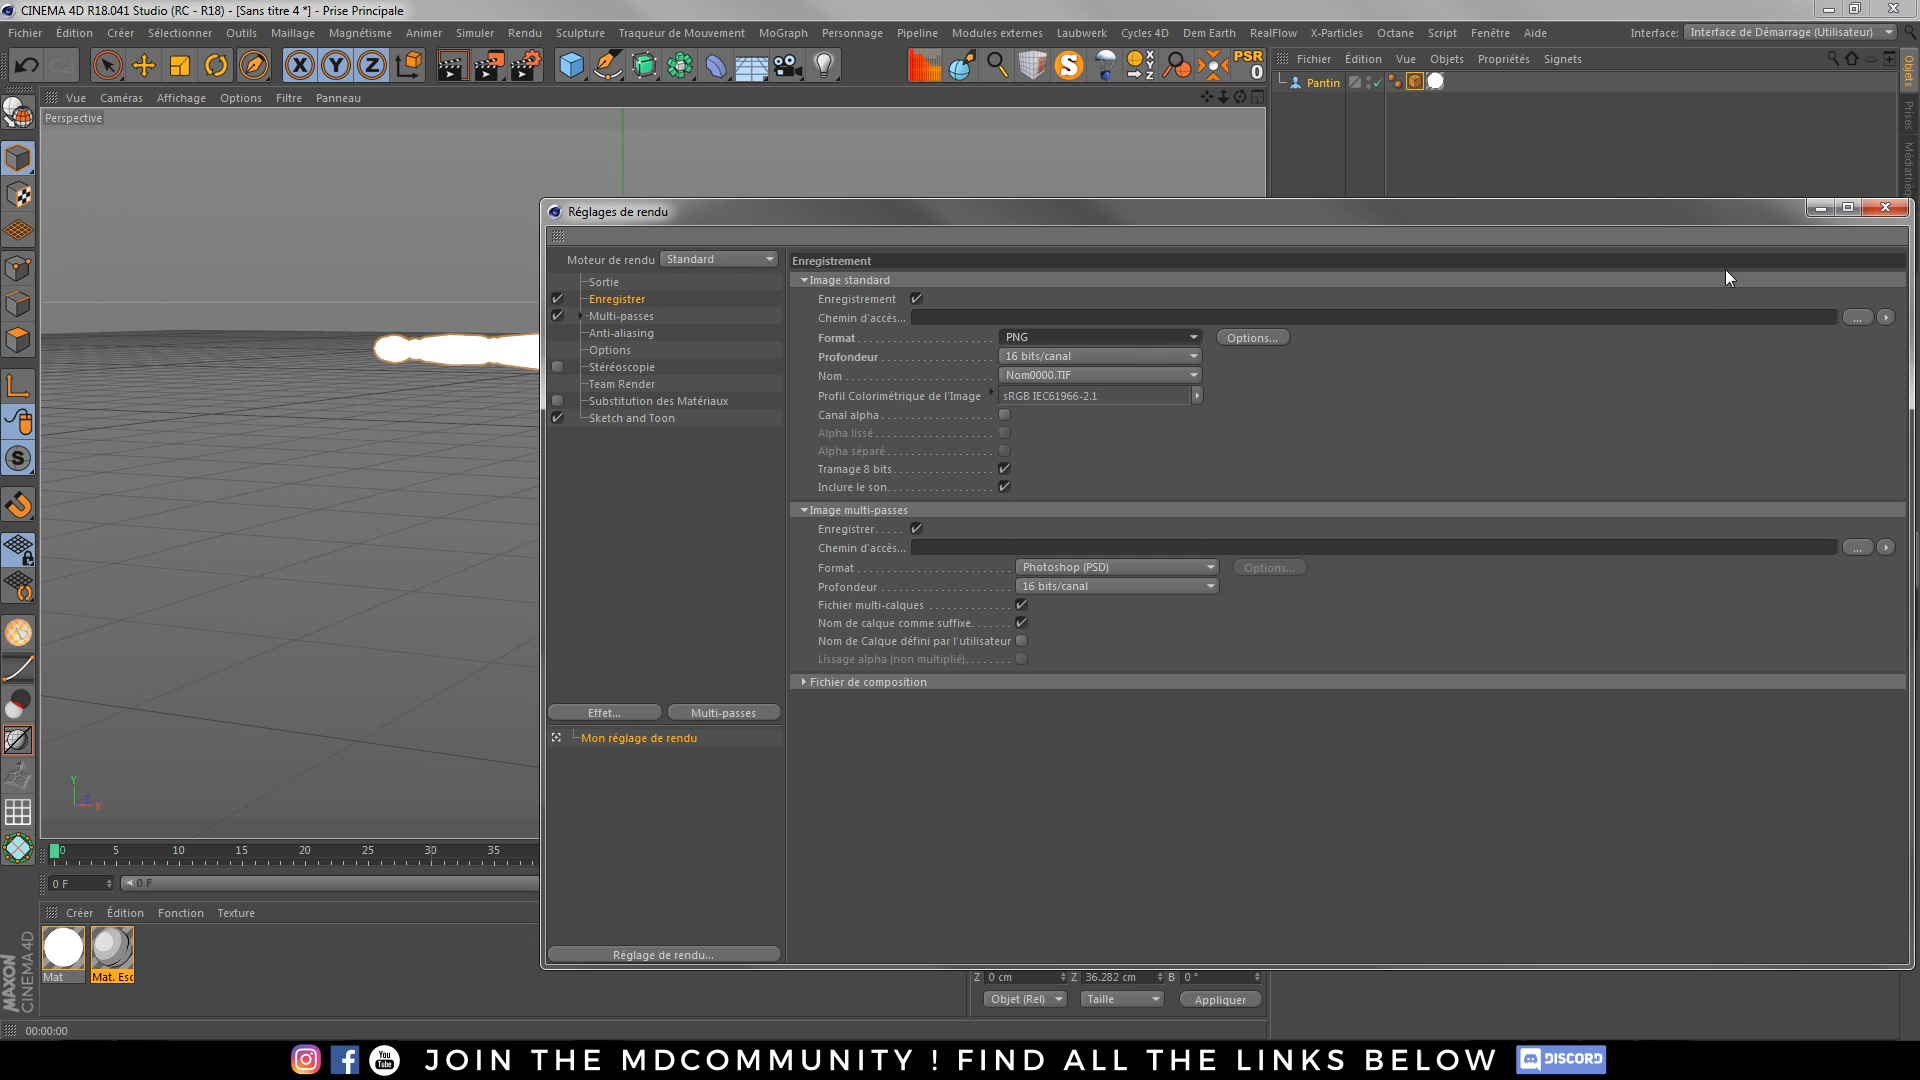 CINEMA 4D R18.041 Studio (RC - R18) - [Sans titre 4 *] - Prise Principale
Fichier Édition Créer Sélectionner Outils Maillage Magnétisme Animer Simuler Rendu Sculpture Traqueur de Mouvement MoGraph Personnage Pipeline Modules externes Laubwerk Cycles 4D Dem Earth RealFlow X-Particles Octane Script Fenêtre Aide Interface: Interface de Démarrage (Utilisateur)
X Y Z S XYZ PSR 0
Fichier Édition Vue Objets Propriétés Signets
Objets
Prises
Pantin
Vue Caméras Affichage Options Filtre Panneau
Perspective
Réglages de rendu
Moteur de rendu Standard
Sortie
Enregistrer
Multi-passes
Anti-aliasing
Options
Stéréoscopie
Team Render
Substitution des Matériaux
Sketch and Toon
Effet... Multi-passes
Mon réglage de rendu
Réglage de rendu...
Enregistrement
Image standard
Enregistrement
Chemin d'accès... ...
Format PNG Options...
Profondeur 16 bits/canal
Nom Nom0000.TIF
Profil Colorimétrique de l'Image sRGB IEC61966-2.1
Canal alpha
Alpha lissé
Alpha séparé
Tramage 8 bits
Inclure le son
Image multi-passes
Enregistrer
Chemin d'accès... ...
Format Photoshop (PSD) Options...
Profondeur 16 bits/canal
Fichier multi-calques
Nom de calque comme suffixe
Nom de Calque défini par l'utilisateur
Lissage alpha (non multiplié)
Fichier de composition
Y Z X
0 5 10 15 20 25 30 35
0 F 0 F
Créer Édition Fonction Texture
Mat Mat. Esc
MAXON
CINEMA 4D
Z 0 cm Z 36.282 cm B 0 °
Objet (Rel) Taille Appliquer
00:00:00
You Tube JOIN THE MDCOMMUNITY ! FIND ALL THE LINKS BELOW DISCORD